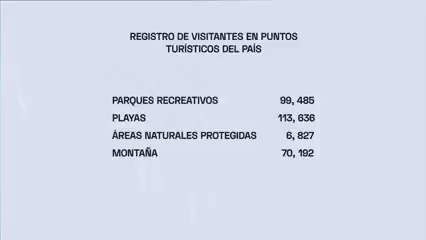 REGISTRO DE VISITANTES EN PUNTOS
TURÍSTICOS DEL PAÍS
PARQUES RECREATIVOS 99, 485
PLAYAS 113, 636
ÁREAS NATURALES PROTEGIDAS 6, 827
MONTAÑA 70, 192